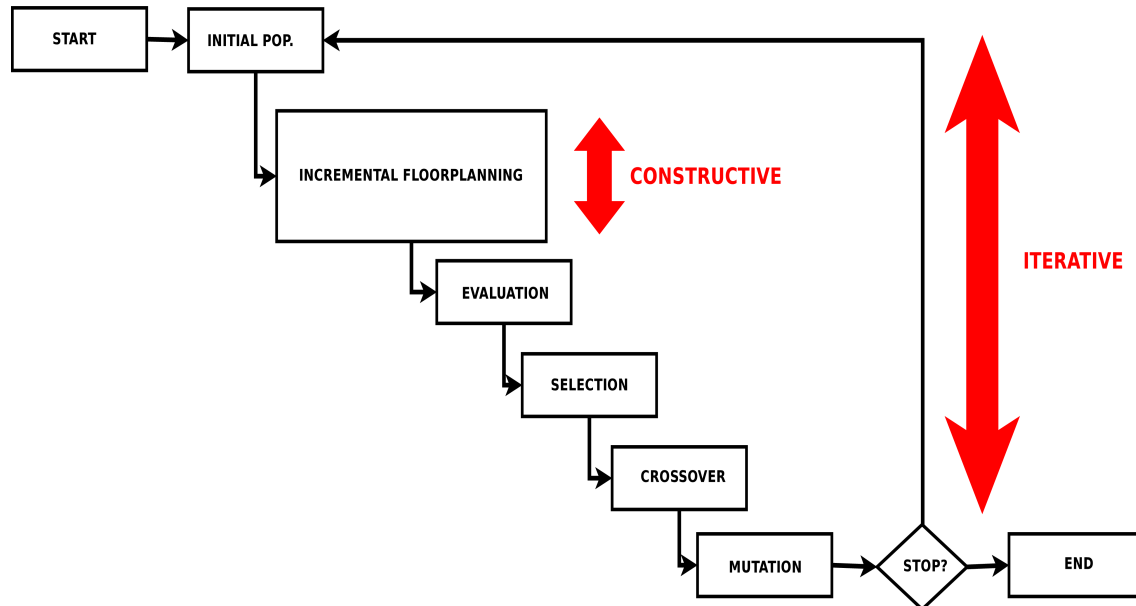 START
INITIAL POP.
INCREMENTAL FLOORPLANNING
CONSTRUCTIVE
ITERATIVE
EVALUATION
SELECTION
CROSSOVER
MUTATION
STOP?
END